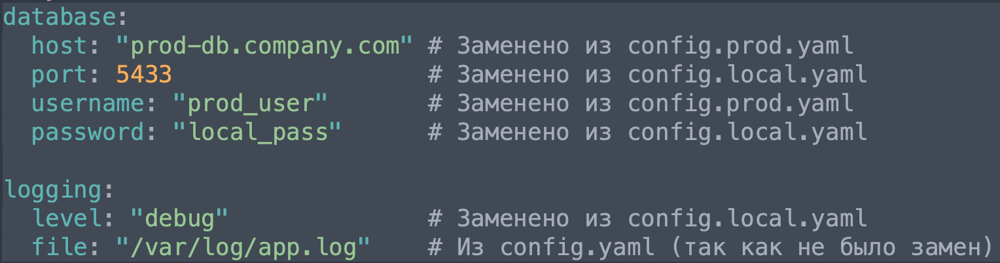 database:
  host: "prod-db.company.com" # Заменено из config.prod.yaml
  port: 5433                  # Заменено из config.local.yaml
  username: "prod_user"       # Заменено из config.prod.yaml
  password: "local_pass"      # Заменено из config.local.yaml

logging:
  level: "debug"              # Заменено из config.local.yaml
  file: "/var/log/app.log"    # Из config.yaml (так как не было замен)